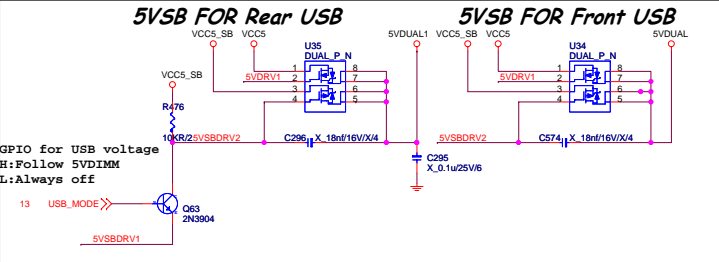 5VSB FOR Rear USB
5VSB FOR Front USB
VCC5_SB
VCC5
U35
DUAL_P_N
5VDUAL1
VCC5_SB
VCC5
U34
DUAL_P_N
5VDUAL
VCC5_SB
5VDRV1
1
2
3
4
8
7
6
5
5VDRV1
1
2
3
4
8
7
6
5
R476
10KR/2
5VSBDRV2
C296
X_18nf/16V/X/4
5VSBDRV2
C574
X_18nf/16V/X/4
GPIO for USB voltage
H:Follow 5VDIMM
L:Always off
C295
X_0.1u/25V/6
13
USB_MODE
Q63
2N3904
5VSBDRV1